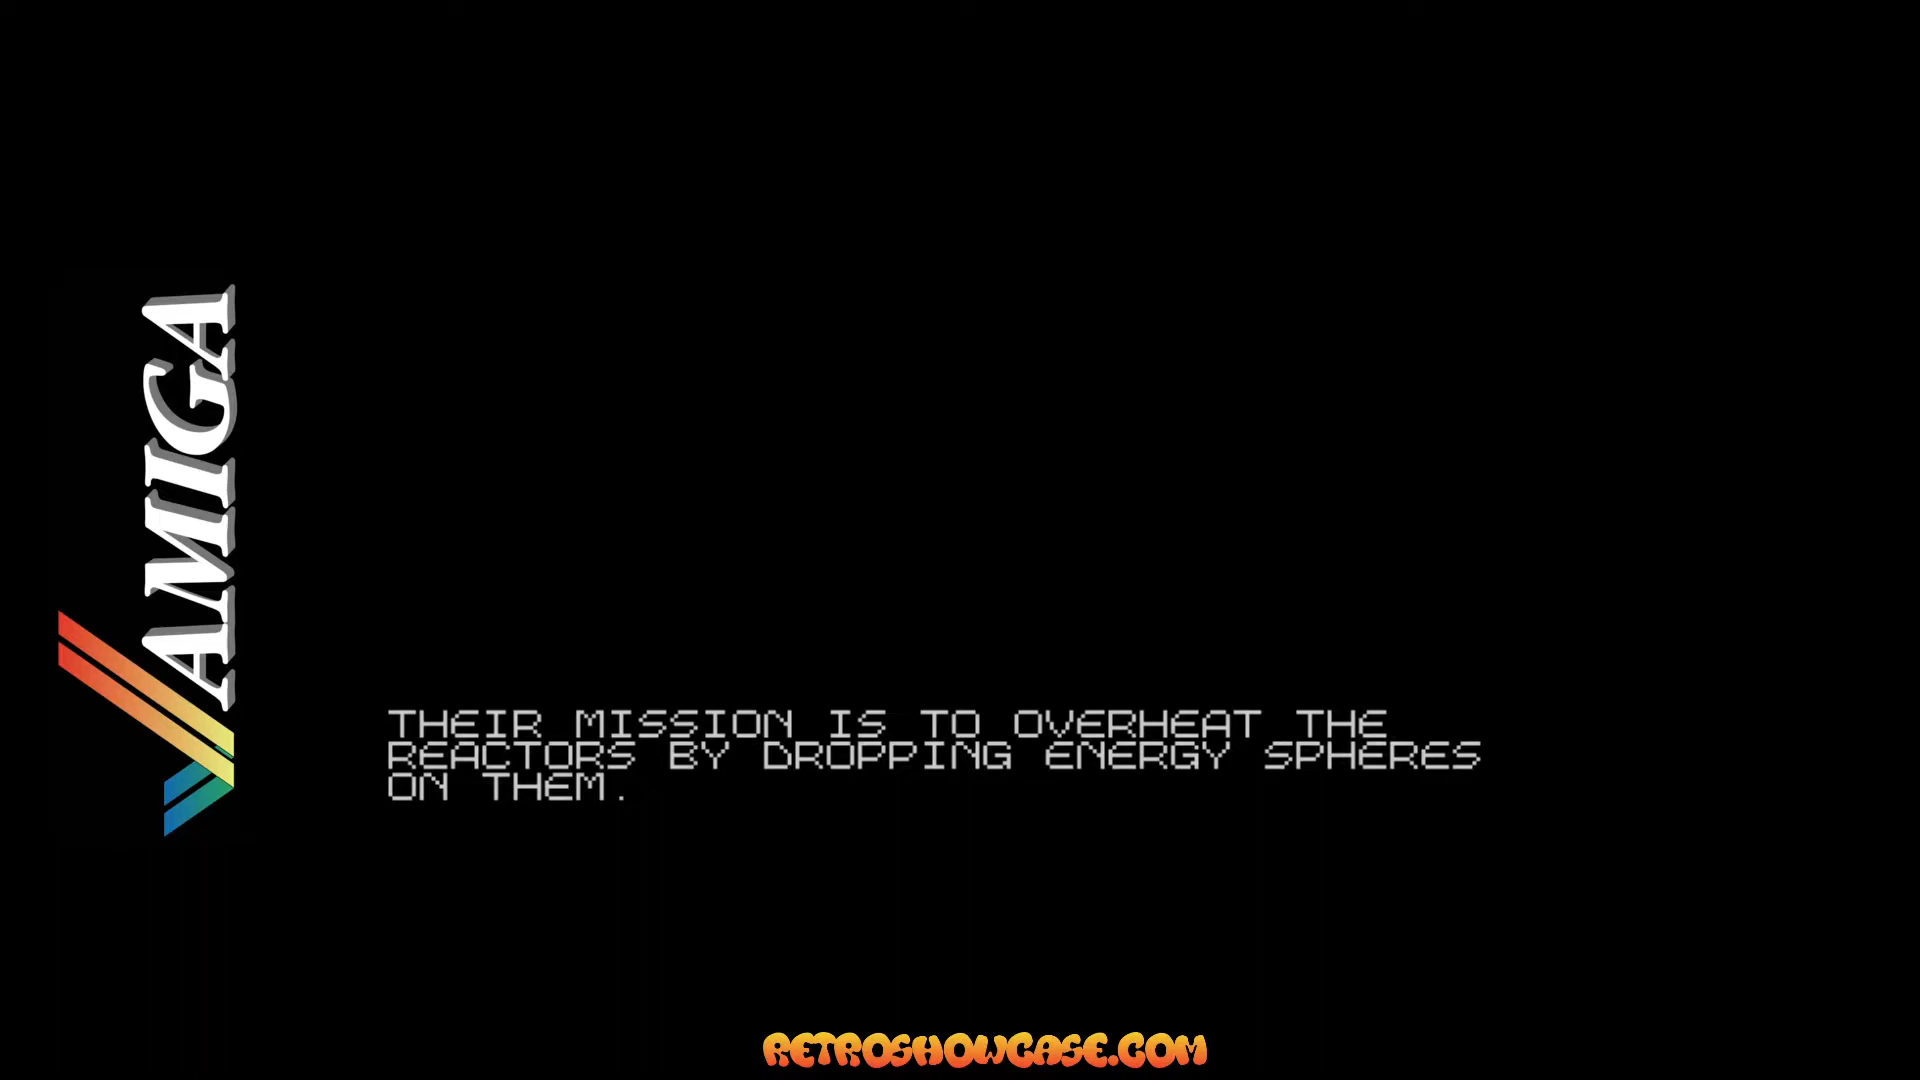 AMIGA
THEIR MISSION IS TO OVERHEAT THE
REACTORS BY DROPPING ENERGY SPHERES
ON THEM.
RETROSHOWCASE.COM